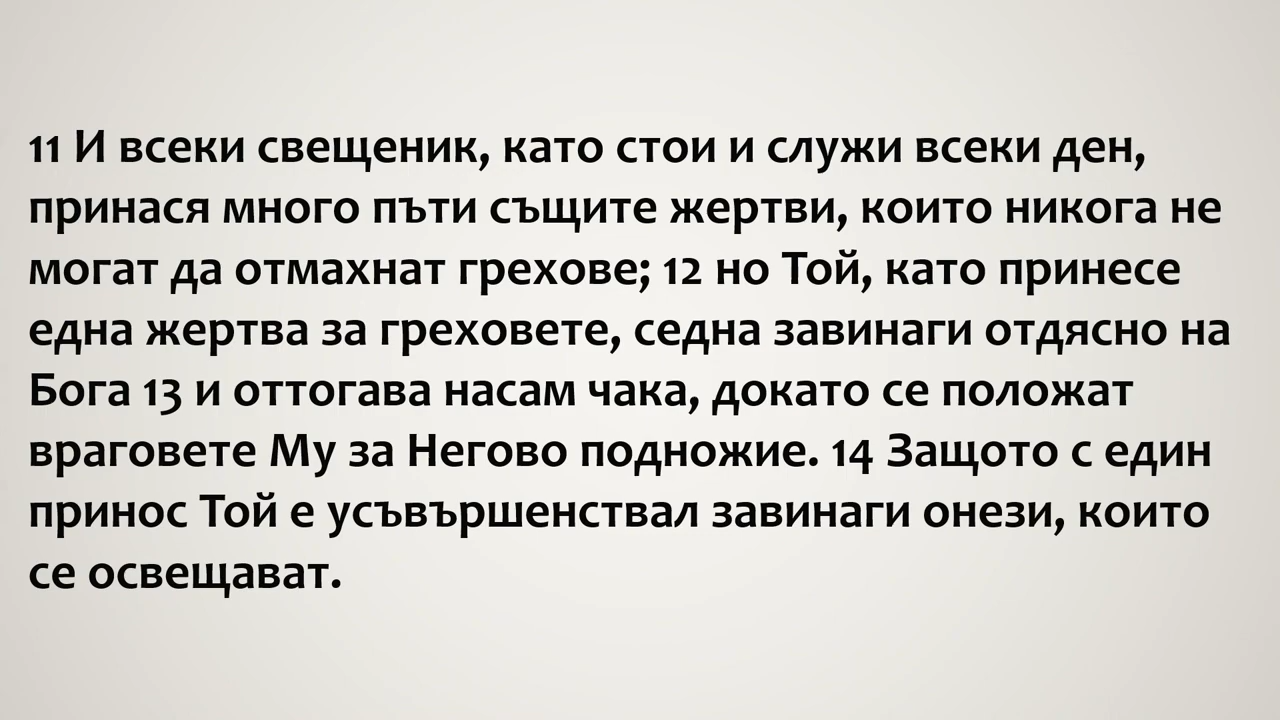 11 И всеки свещеник, като стои и служи всеки ден,
принася много пъти същите жертви, които никога не
могат да отмахнат грехове; 12 но Той, като принесе
една жертва за греховете, седна завинаги отдясно на
Бога 13 и оттогава насам чака, докато се положат
враговете Му за Негово подножие. 14 Защото с един
принос Той е усъвършенствал завинаги онези, които
се освещават.